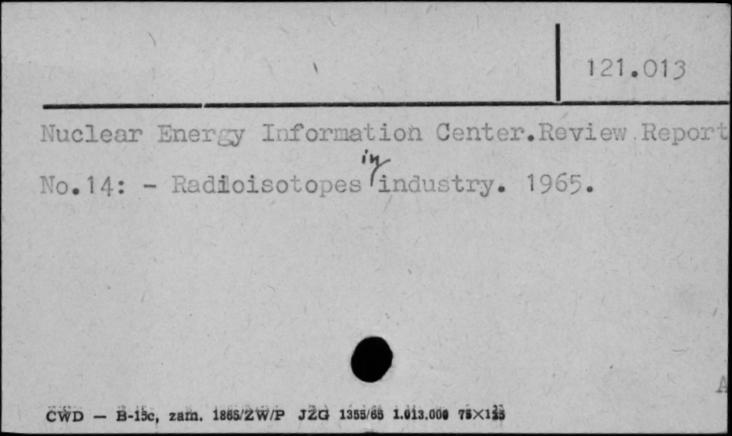 121.013
Nuclear Energy Information Center.Review Report
in
No.14: - Radioisotopes industry. 1965.
A
CWD — B-15c, zam. 1865/ZW/P JZG 1355/65 1.013.000 75×125